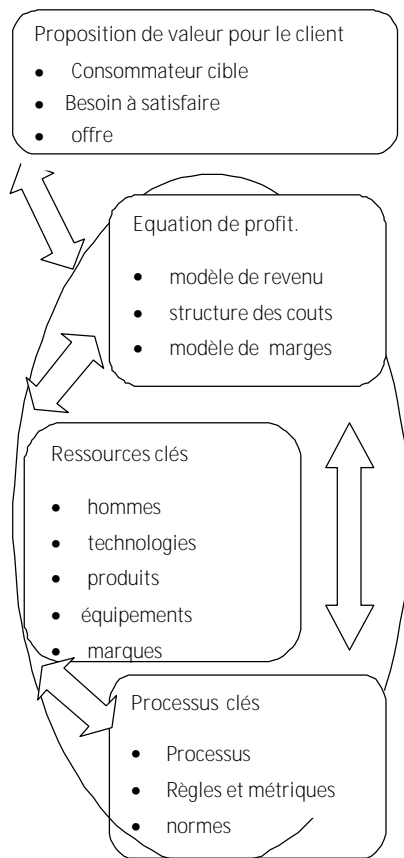 Proposition de valeur pour le client
• Consommateur cible
• Besoin à satisfaire
• offre
Equation de profit.
• modèle de revenu
• structure des couts
• modèle de marges
Ressources clés
• hommes
• technologies
• produits
• équipements
• marques
Processus clés
• Processus
• Règles et métriques
• normes